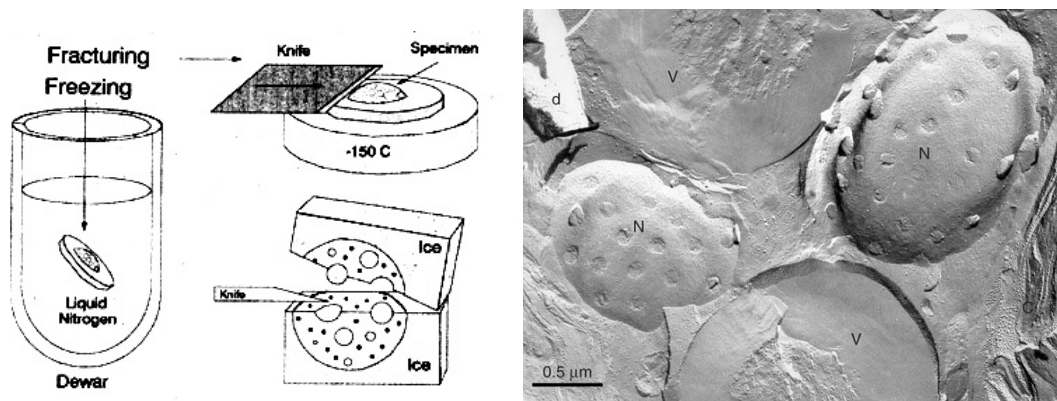 Fracturing
Freezing
Knife
Specimen
-150 C
Liquid
Nitrogen
Dewar
Ice
Knife
Ice
V
d
N
N
V
C
0.5 µm